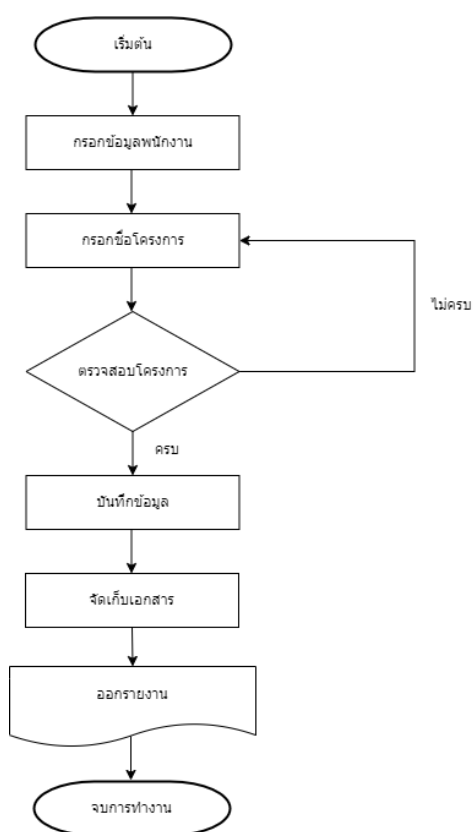 เริ่มต้น
กรอกข้อมูลพนักงาน
กรอกชื่อโครงการ
ไม่ครบ
ตรวจสอบโครงการ
ครบ
บันทึกข้อมูล
จัดเก็บเอกสาร
ออกรายงาน
จบการทำงาน